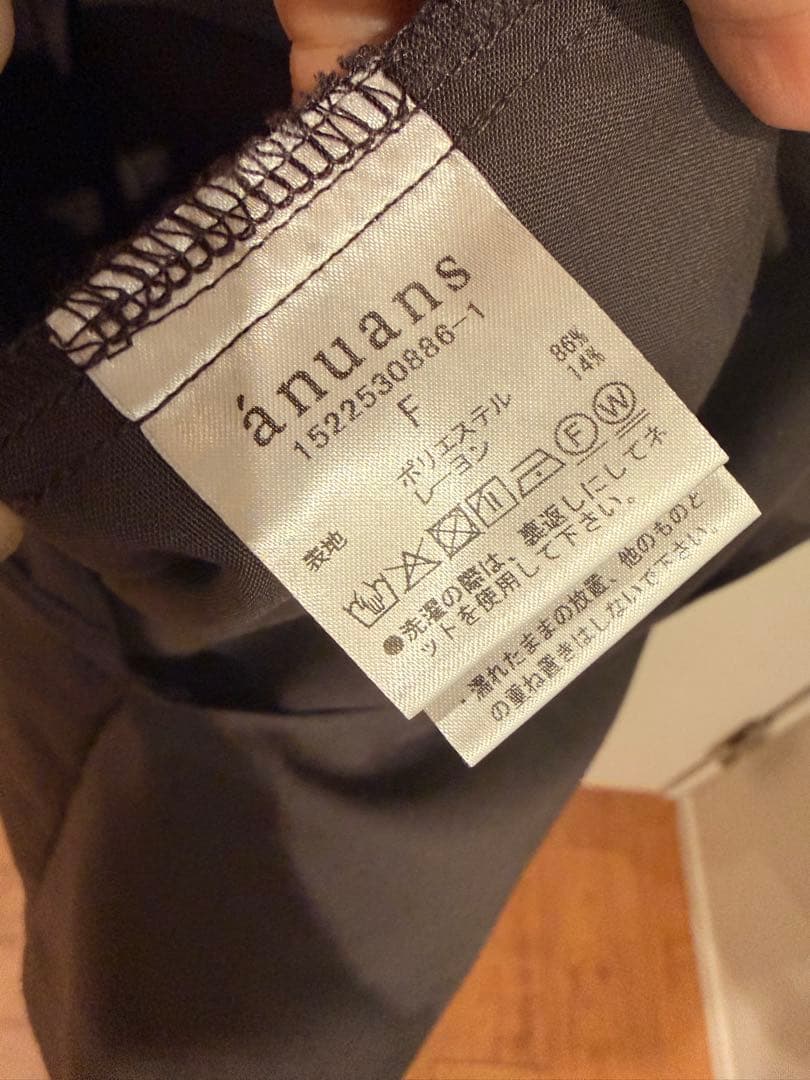 ánuans
1522530886-1
F
表地 ポリエステル 86%
レーヨン 14%
F W
●洗濯の際は、裏返しにしてネ
ットを使用して下さい。
・濡れたままの放置、他のものと
の重ね置きはしないで下さい。